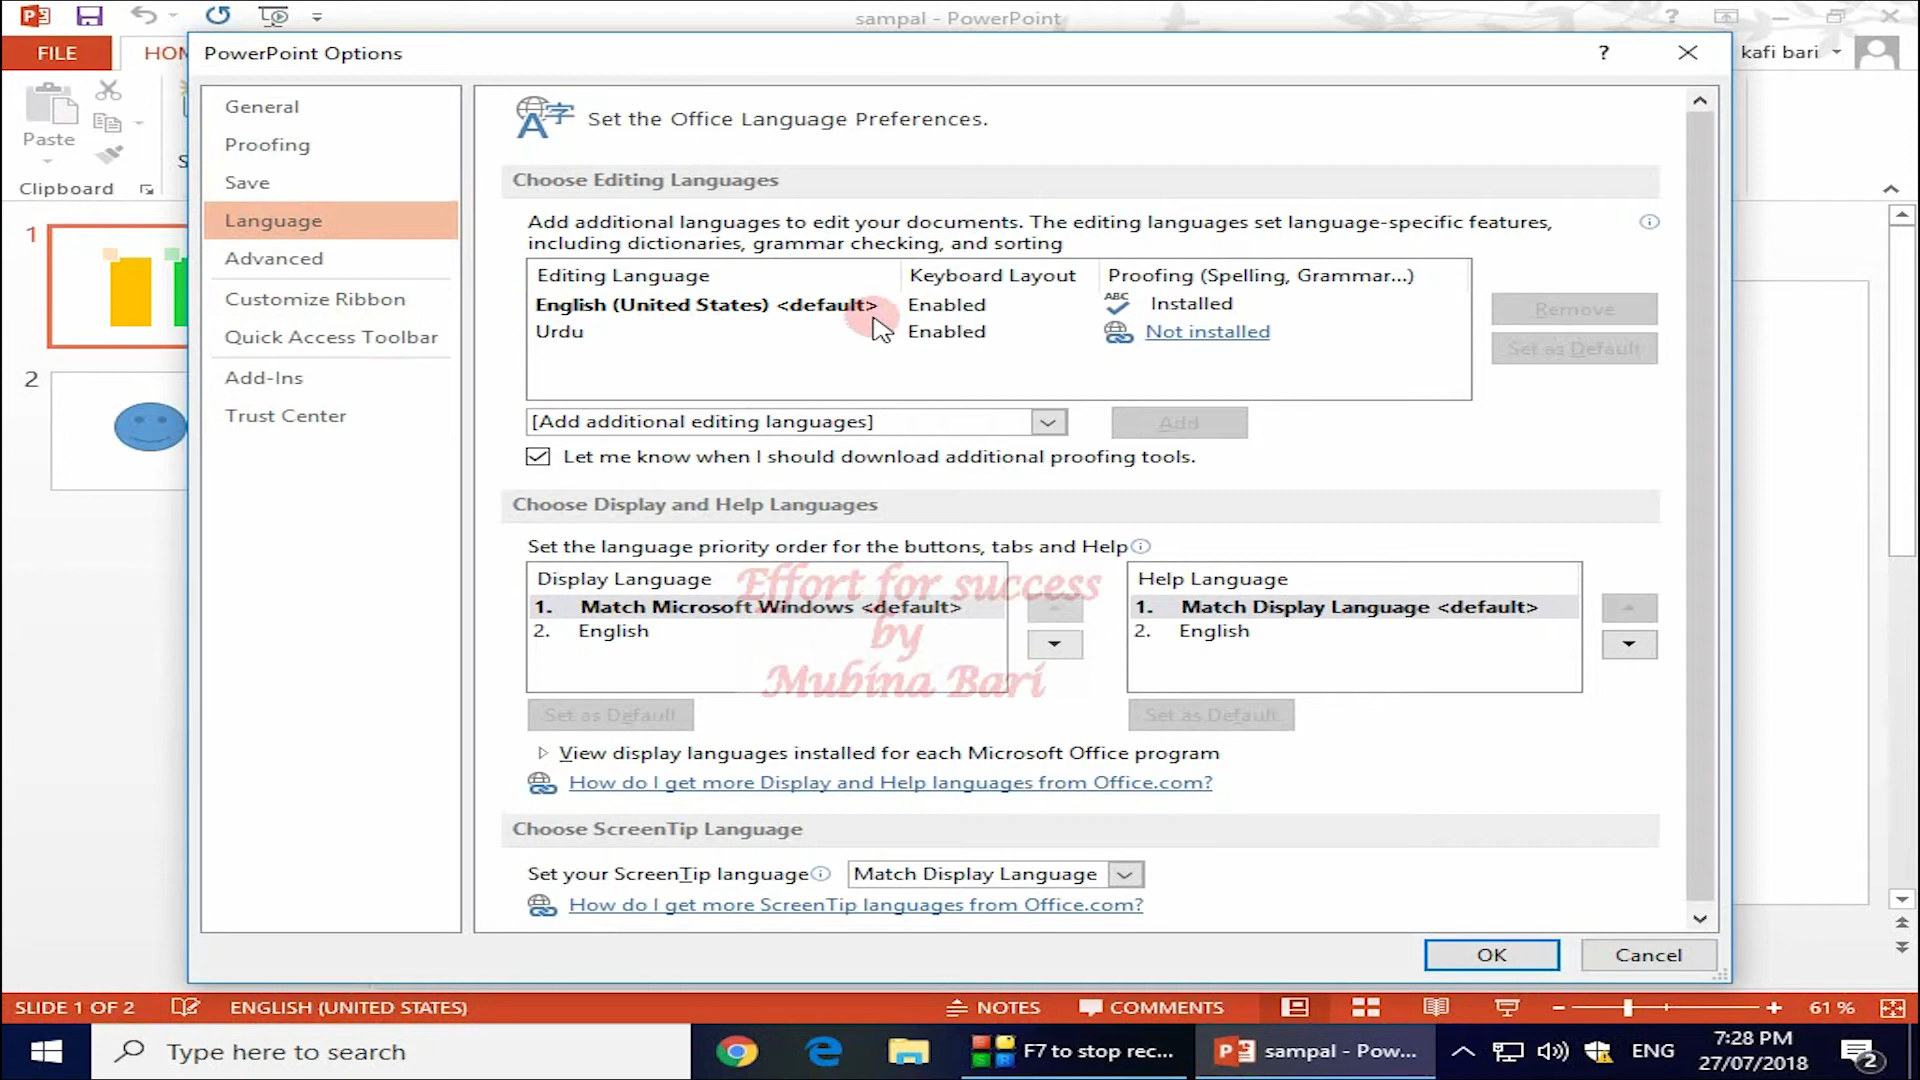 sampal - PowerPoint
FILE
HOM
kafi bari
Paste
S
Clipboard
1
2
PowerPoint Options
General
Proofing
Save
Language
Advanced
Customize Ribbon
Quick Access Toolbar
Add-Ins
Trust Center
Set the Office Language Preferences.
Choose Editing Languages
Add additional languages to edit your documents. The editing languages set language-specific features,
including dictionaries, grammar checking, and sorting
Editing Language Keyboard Layout Proofing (Spelling, Grammar...)
English (United States) <default> Enabled ABC Installed
Urdu Enabled Not installed
Remove
Set as Default
[Add additional editing languages] Add
Let me know when I should download additional proofing tools.
Choose Display and Help Languages
Set the language priority order for the buttons, tabs and Help
Display Language
1. Match Microsoft Windows <default>
2. English
Set as Default
Help Language
1. Match Display Language <default>
2. English
Set as Default
Effort for success
by
Mubina Bari
View display languages installed for each Microsoft Office program
How do I get more Display and Help languages from Office.com?
Choose ScreenTip Language
Set your ScreenTip language Match Display Language
How do I get more ScreenTip languages from Office.com?
OK Cancel
SLIDE 1 OF 2 ENGLISH (UNITED STATES) NOTES COMMENTS 61 %
Type here to search
F7 to stop rec...
sampal - Pow...
ENG
7:28 PM
27/07/2018
2